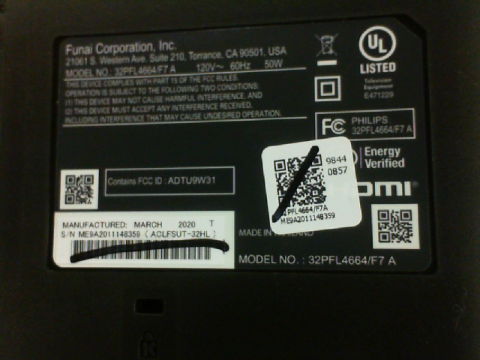 Funai Corporation, Inc.
21061 S. Western Ave. Suite 210, Torrance, CA 90501, USA
MODEL NO.: 32PFL4664/F7 A 120V~ 60Hz 50W
THIS DEVICE COMPLIES WITH PART 15 OF THE FCC RULES.
OPERATION IS SUBJECT TO THE FOLLOWING TWO CONDITIONS:
(1) THIS DEVICE MAY NOT CAUSE HARMFUL INTERFERENCE, AND
(2) THIS DEVICE MUST ACCEPT ANY INTERFERENCE RECEIVED,
INCLUDING INTERFERENCE THAT MAY CAUSE UNDESIRED OPERATION.
UL
LISTED
Television
Equipment
E471229
FC PHILIPS
32PFL4664/F7 A
Energy
Verified
9844
0857
32PFL4664/F7 A
ME9A2011148359
HDMI
Contains FCC ID : ADTU9W31
MANUFACTURED: MARCH 2020 T
S/N ME9A2011148359 (ACLFSUT-32HL)
MADE IN THAILAND
MODEL NO. : 32PFL4664/F7 A